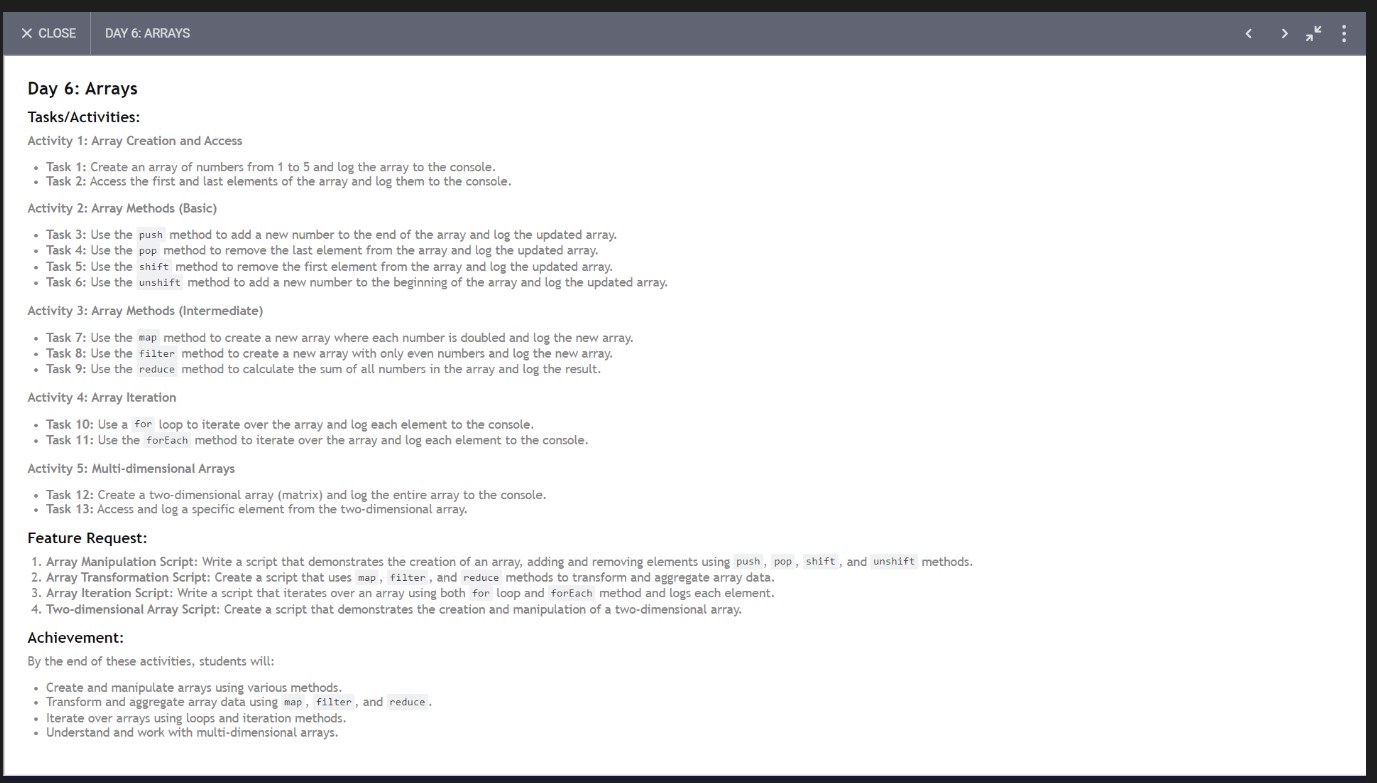 CLOSE DAY 6: ARRAYS
Day 6: Arrays
Tasks/Activities:
Activity 1: Array Creation and Access
• Task 1: Create an array of numbers from 1 to 5 and log the array to the console.
• Task 2: Access the first and last elements of the array and log them to the console.
Activity 2: Array Methods (Basic)
• Task 3: Use the push method to add a new number to the end of the array and log the updated array.
• Task 4: Use the pop method to remove the last element from the array and log the updated array.
• Task 5: Use the shift method to remove the first element from the array and log the updated array.
• Task 6: Use the unshift method to add a new number to the beginning of the array and log the updated array.
Activity 3: Array Methods (Intermediate)
• Task 7: Use the map method to create a new array where each number is doubled and log the new array.
• Task 8: Use the filter method to create a new array with only even numbers and log the new array.
• Task 9: Use the reduce method to calculate the sum of all numbers in the array and log the result.
Activity 4: Array Iteration
• Task 10: Use a for loop to iterate over the array and log each element to the console.
• Task 11: Use the forEach method to iterate over the array and log each element to the console.
Activity 5: Multi-dimensional Arrays
• Task 12: Create a two-dimensional array (matrix) and log the entire array to the console.
• Task 13: Access and log a specific element from the two-dimensional array.
Feature Request:
1. Array Manipulation Script: Write a script that demonstrates the creation of an array, adding and removing elements using push, pop, shift, and unshift methods.
2. Array Transformation Script: Create a script that uses map, filter, and reduce methods to transform and aggregate array data.
3. Array Iteration Script: Write a script that iterates over an array using both for loop and forEach method and logs each element.
4. Two-dimensional Array Script: Create a script that demonstrates the creation and manipulation of a two-dimensional array.
Achievement:
By the end of these activities, students will:
• Create and manipulate arrays using various methods.
• Transform and aggregate array data using map, filter, and reduce.
• Iterate over arrays using loops and iteration methods.
• Understand and work with multi-dimensional arrays.